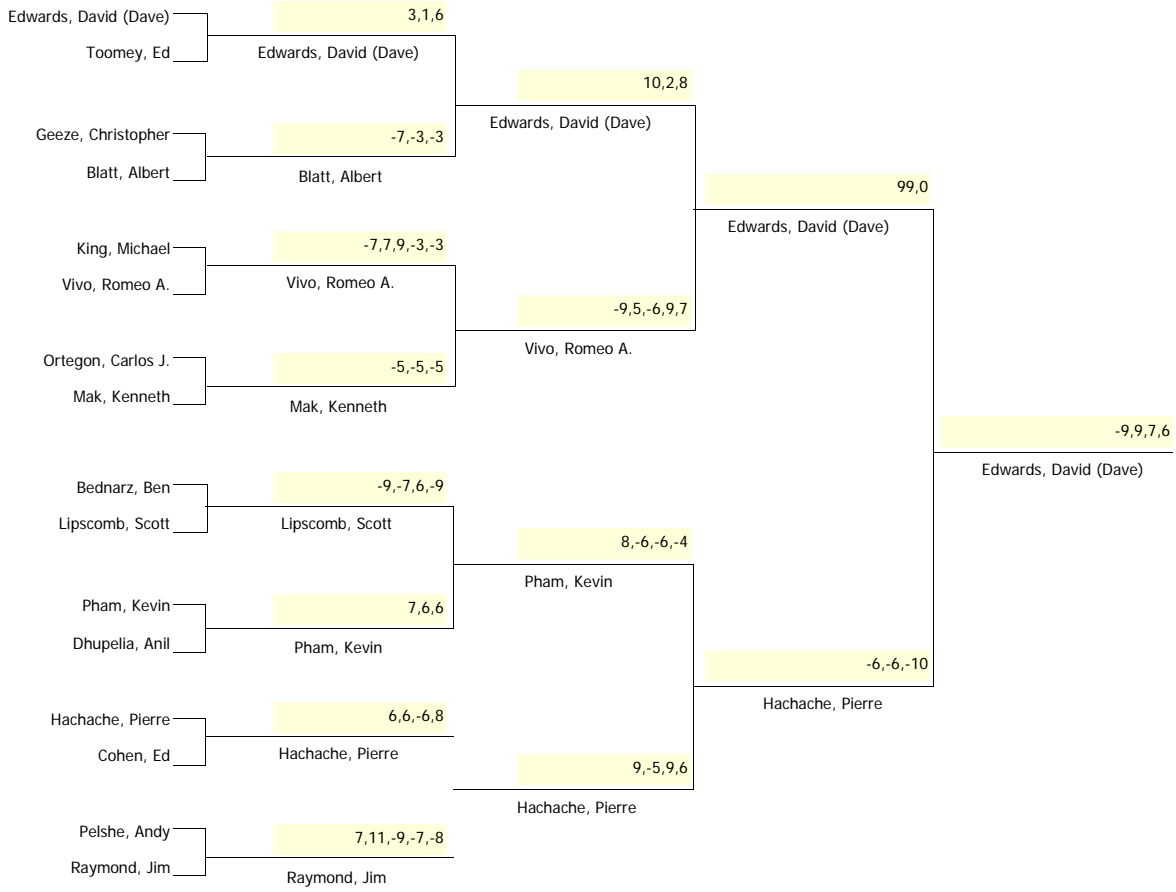 Edwards, David (Dave)
3,1,6
Toomey, Ed
Edwards, David (Dave)
10,2,8
Edwards, David (Dave)
Geeze, Christopher
-7,-3,-3
Blatt, Albert
Blatt, Albert
99,0
Edwards, David (Dave)
King, Michael
-7,7,9,-3,-3
Vivo, Romeo A.
Vivo, Romeo A.
-9,5,-6,9,7
Vivo, Romeo A.
Ortegon, Carlos J.
-5,-5,-5
Mak, Kenneth
Mak, Kenneth
-9,9,7,6
Edwards, David (Dave)
Bednarz, Ben
-9,-7,6,-9
Lipscomb, Scott
Lipscomb, Scott
8,-6,-6,-4
Pham, Kevin
Pham, Kevin
7,6,6
Dhupelia, Anil
Pham, Kevin
-6,-6,-10
Hachache, Pierre
Hachache, Pierre
6,6,-6,8
Cohen, Ed
Hachache, Pierre
9,-5,9,6
Hachache, Pierre
Pelshe, Andy
7,11,-9,-7,-8
Raymond, Jim
Raymond, Jim